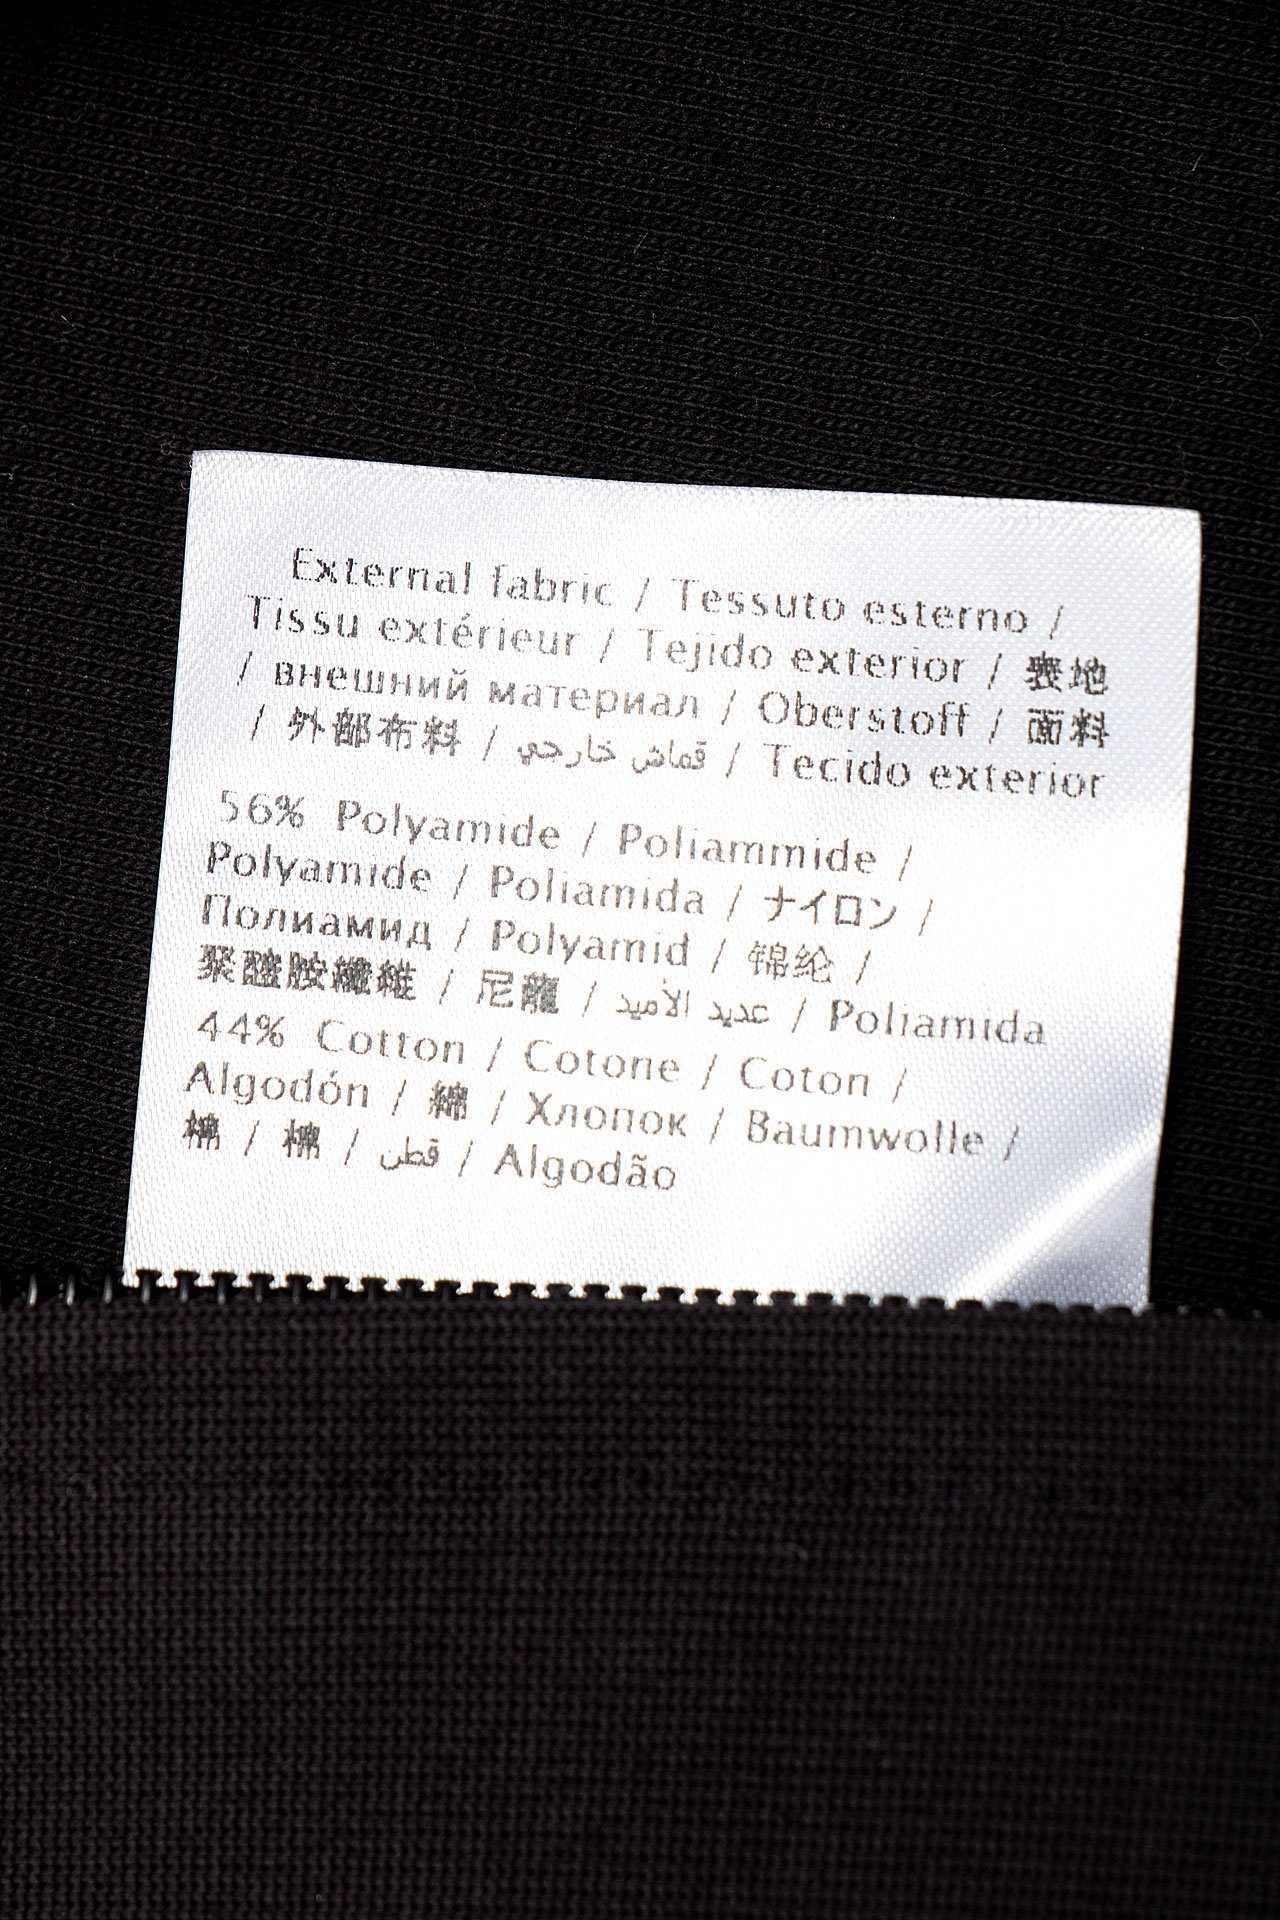 External fabric / Tessuto esterno /
Tissu extérieur / Tejido exterior / 表地
/ внешний материал / Oberstoff / 面料
/ 外部布料 / قماش خارجي / Tecido exterior
56% Polyamide / Poliammide /
Polyamide / Poliamida / ナイロン /
Полиамид / Polyamid / 锦纶 /
聚醯胺纖維 / 尼龍 / عديد الأميد / Poliamida
44% Cotton / Cotone / Coton /
Algodón / 綿 / Хлопок / Baumwolle /
棉 / 棉 / قطن / Algodão